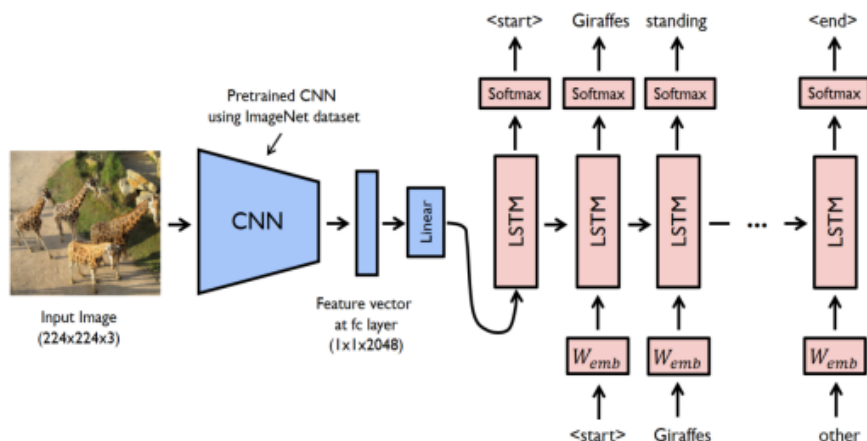 <start> Giraffes standing <end>
Softmax Softmax Softmax Softmax
Pretrained CNN
using ImageNet dataset
CNN
Linear
LSTM LSTM LSTM ... LSTM
Input Image
(224x224x3)
Feature vector
at fc layer
(1x1x2048)
W_emb W_emb W_emb
<start> Giraffes other